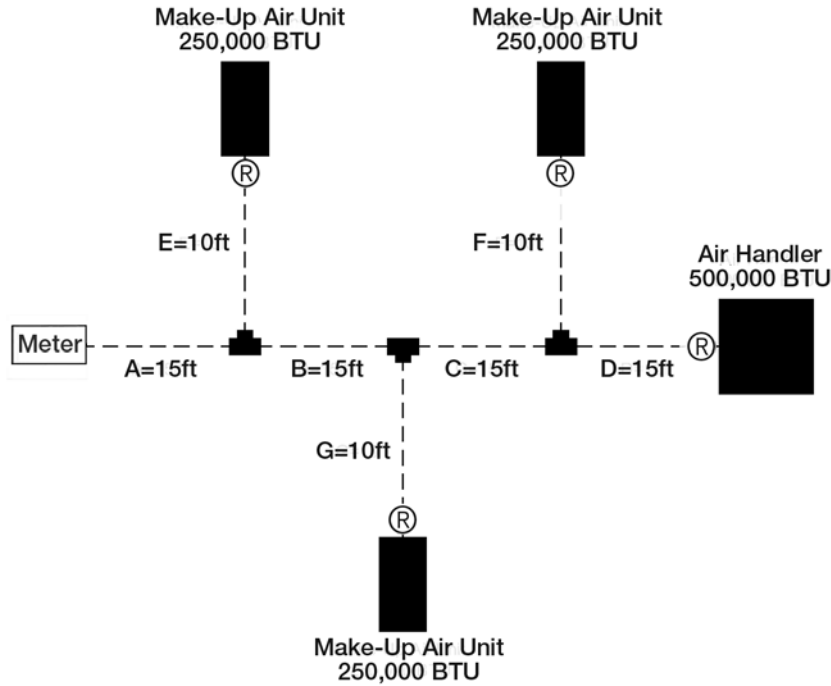 Make-Up Air Unit
250,000 BTU
Make-Up Air Unit
250,000 BTU
R
R
E=10ft
F=10ft
Air Handler
500,000 BTU
Meter
R
A=15ft
B=15ft
C=15ft
D=15ft
G=10ft
R
Make-Up Air Unit
250,000 BTU